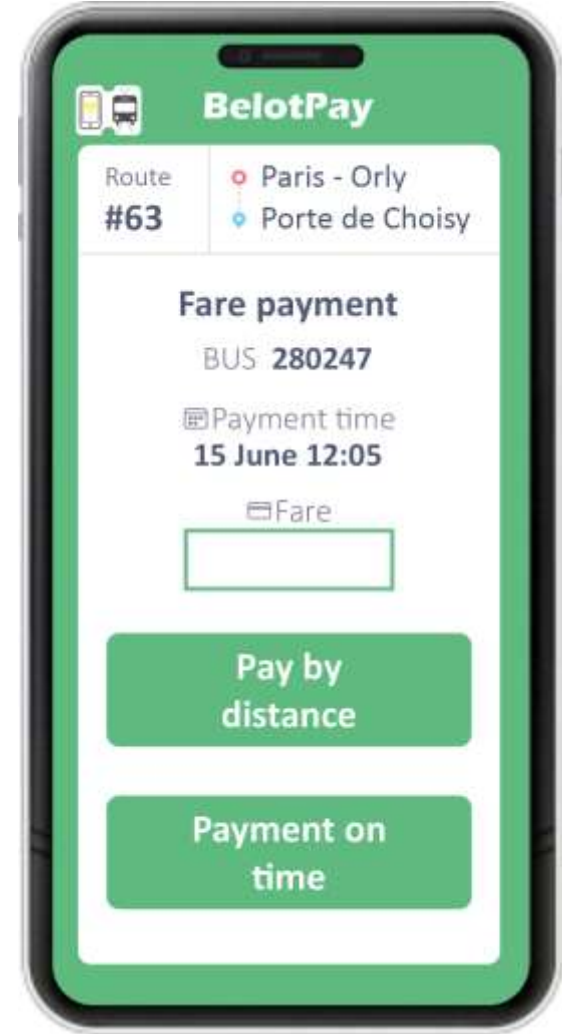 BelotPay
Route
#63
Paris - Orly
Porte de Choisy
Fare payment
BUS 280247
Payment time
15 June 12:05
Fare
Pay by
distance
Payment on
time